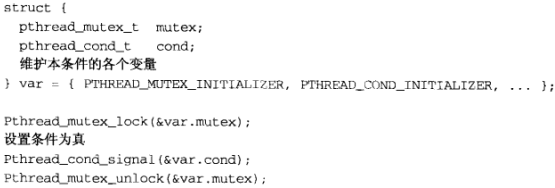 struct {
pthread_mutex_t mutex;
pthread_cond_t cond;
维护本条件的各个变量
} var = { PTHREAD_MUTEX_INITIALIZER, PTHREAD_COND_INITIALIZER, ... };
Pthread_mutex_lock(&var.mutex);
设置条件为真
Pthread_cond_signal(&var.cond);
Pthread_mutex_unlock(&var.mutex);